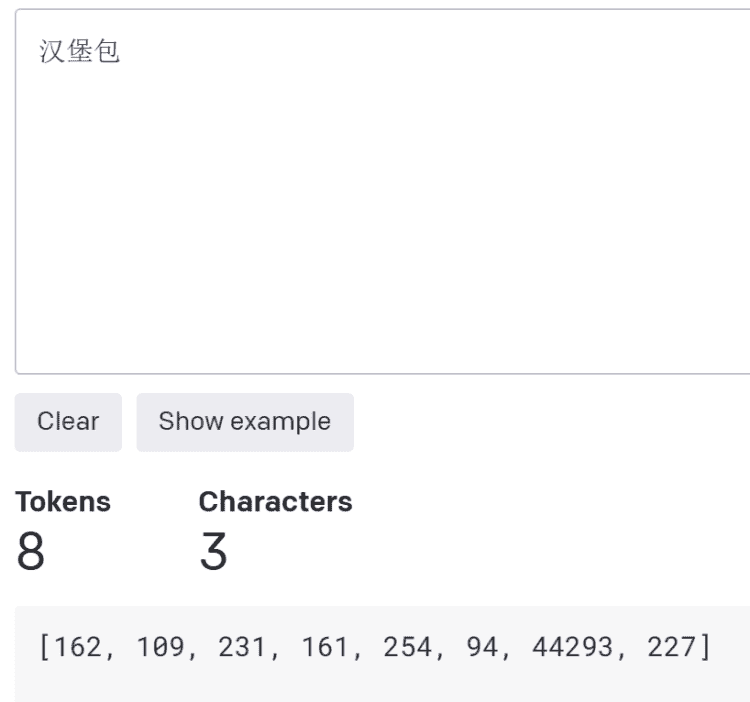 汉堡包
Clear Show example
Tokens Characters
8 3
[162, 109, 231, 161, 254, 94, 44293, 227]